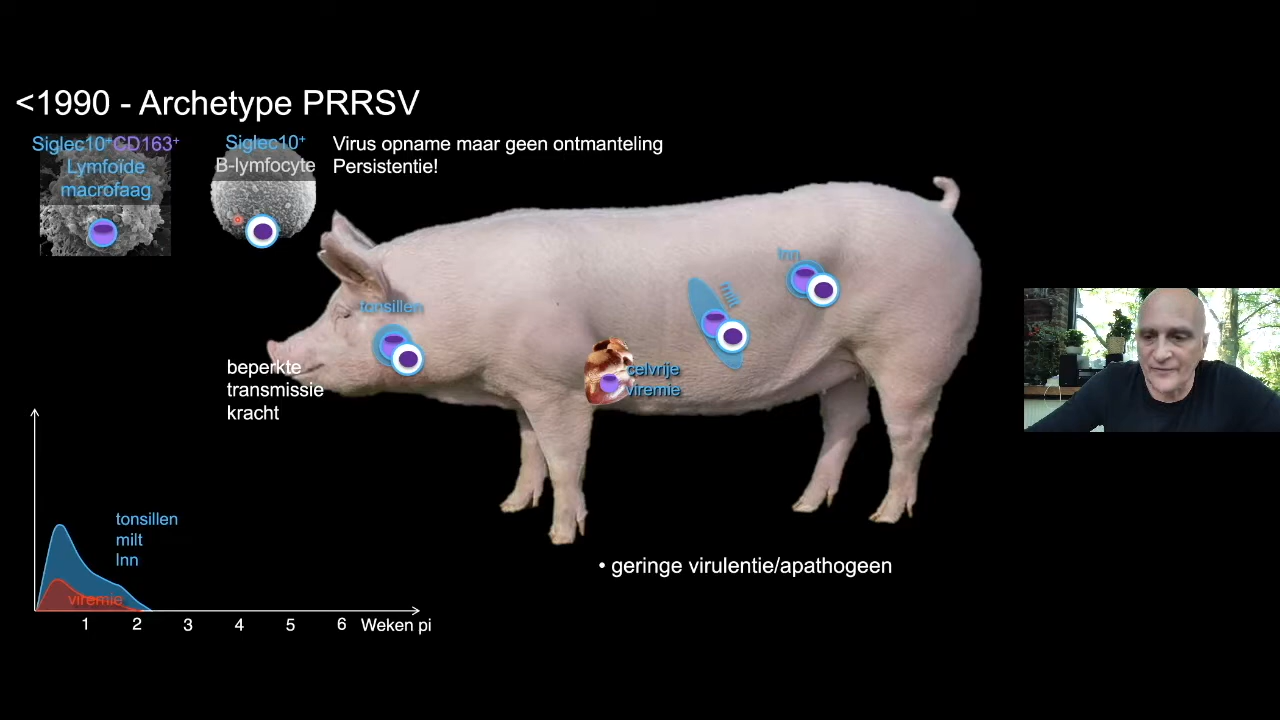 <1990 - Archetype PRRSV
Siglec10⁺CD163⁺
Lymfoïde
macrofaag
Siglec10⁺
B-lymfocyte
Virus opname maar geen ontmanteling
Persistentie!
tonsillen
milt
lnn
beperkte
transmissie
kracht
celvrije
viremie
tonsillen
milt
lnn
viremie
1 2 3 4 5 6 Weken pi
• geringe virulentie/apathogeen